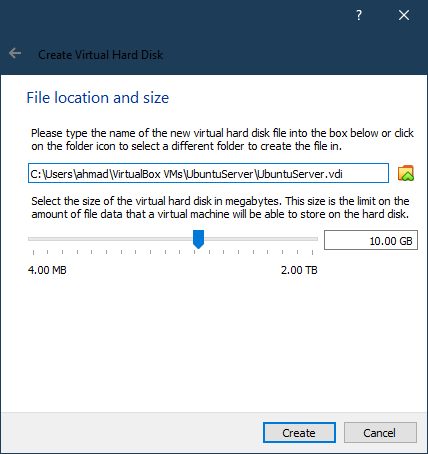 ?
Create Virtual Hard Disk
File location and size
Please type the name of the new virtual hard disk file into the box below or click
on the folder icon to select a different folder to create the file in.
C:\Users\ahmad\VirtualBox VMs\UbuntuServer\UbuntuServer.vdi
Select the size of the virtual hard disk in megabytes. This size is the limit on the
amount of file data that a virtual machine will be able to store on the hard disk.
10.00 GB
4.00 MB 2.00 TB
Create Cancel